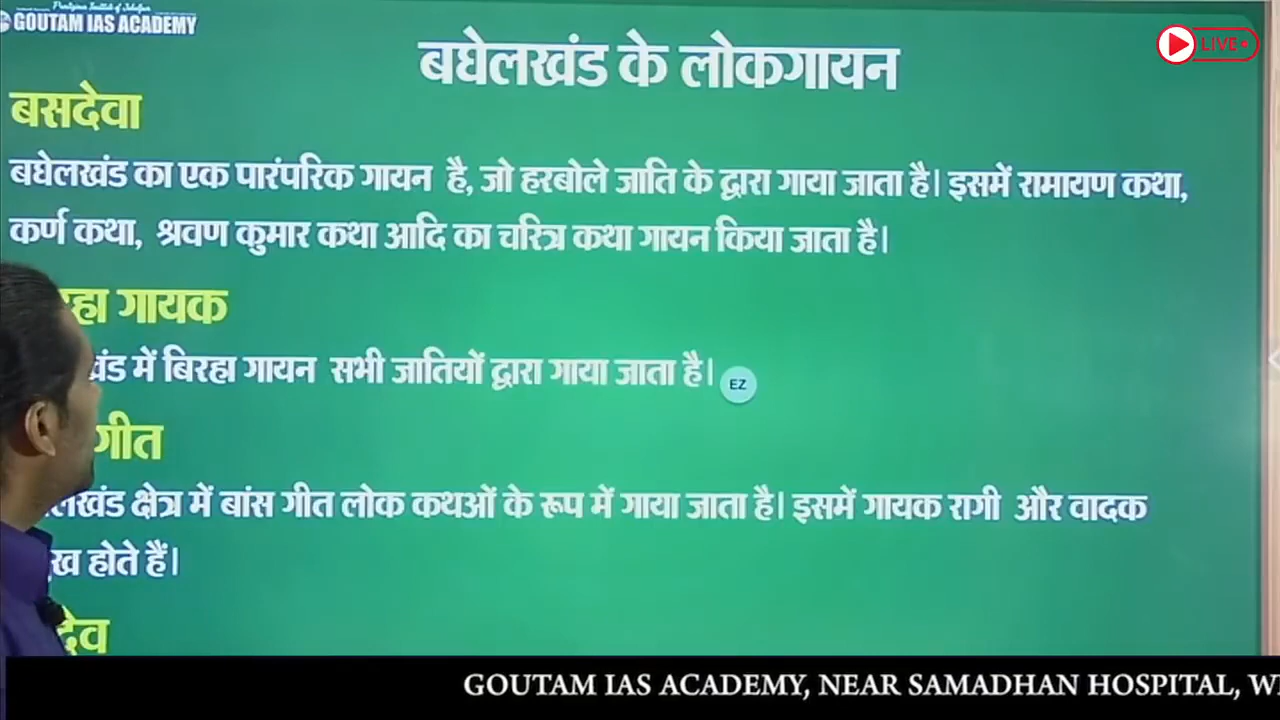 GOUTAM IAS ACADEMY
LIVE
बघेलखंड के लोकगायन
बसदेवा
बघेलखंड का एक पारंपरिक गायन है, जो हरबोले जाति के द्वारा गाया जाता है। इसमें रामायण कथा,
कर्ण कथा, श्रवण कुमार कथा आदि का चरित्र कथा गायन किया जाता है।
गायक
में बिरहा गायन सभी जातियों द्वारा गाया जाता है।
EZ
गीत
क्षेत्र में बांस गीत लोक कथओं के रूप में गाया जाता है। इसमें गायक रागी और वादक
होते हैं।
GOUTAM IAS ACADEMY, NEAR SAMADHAN HOSPITAL,